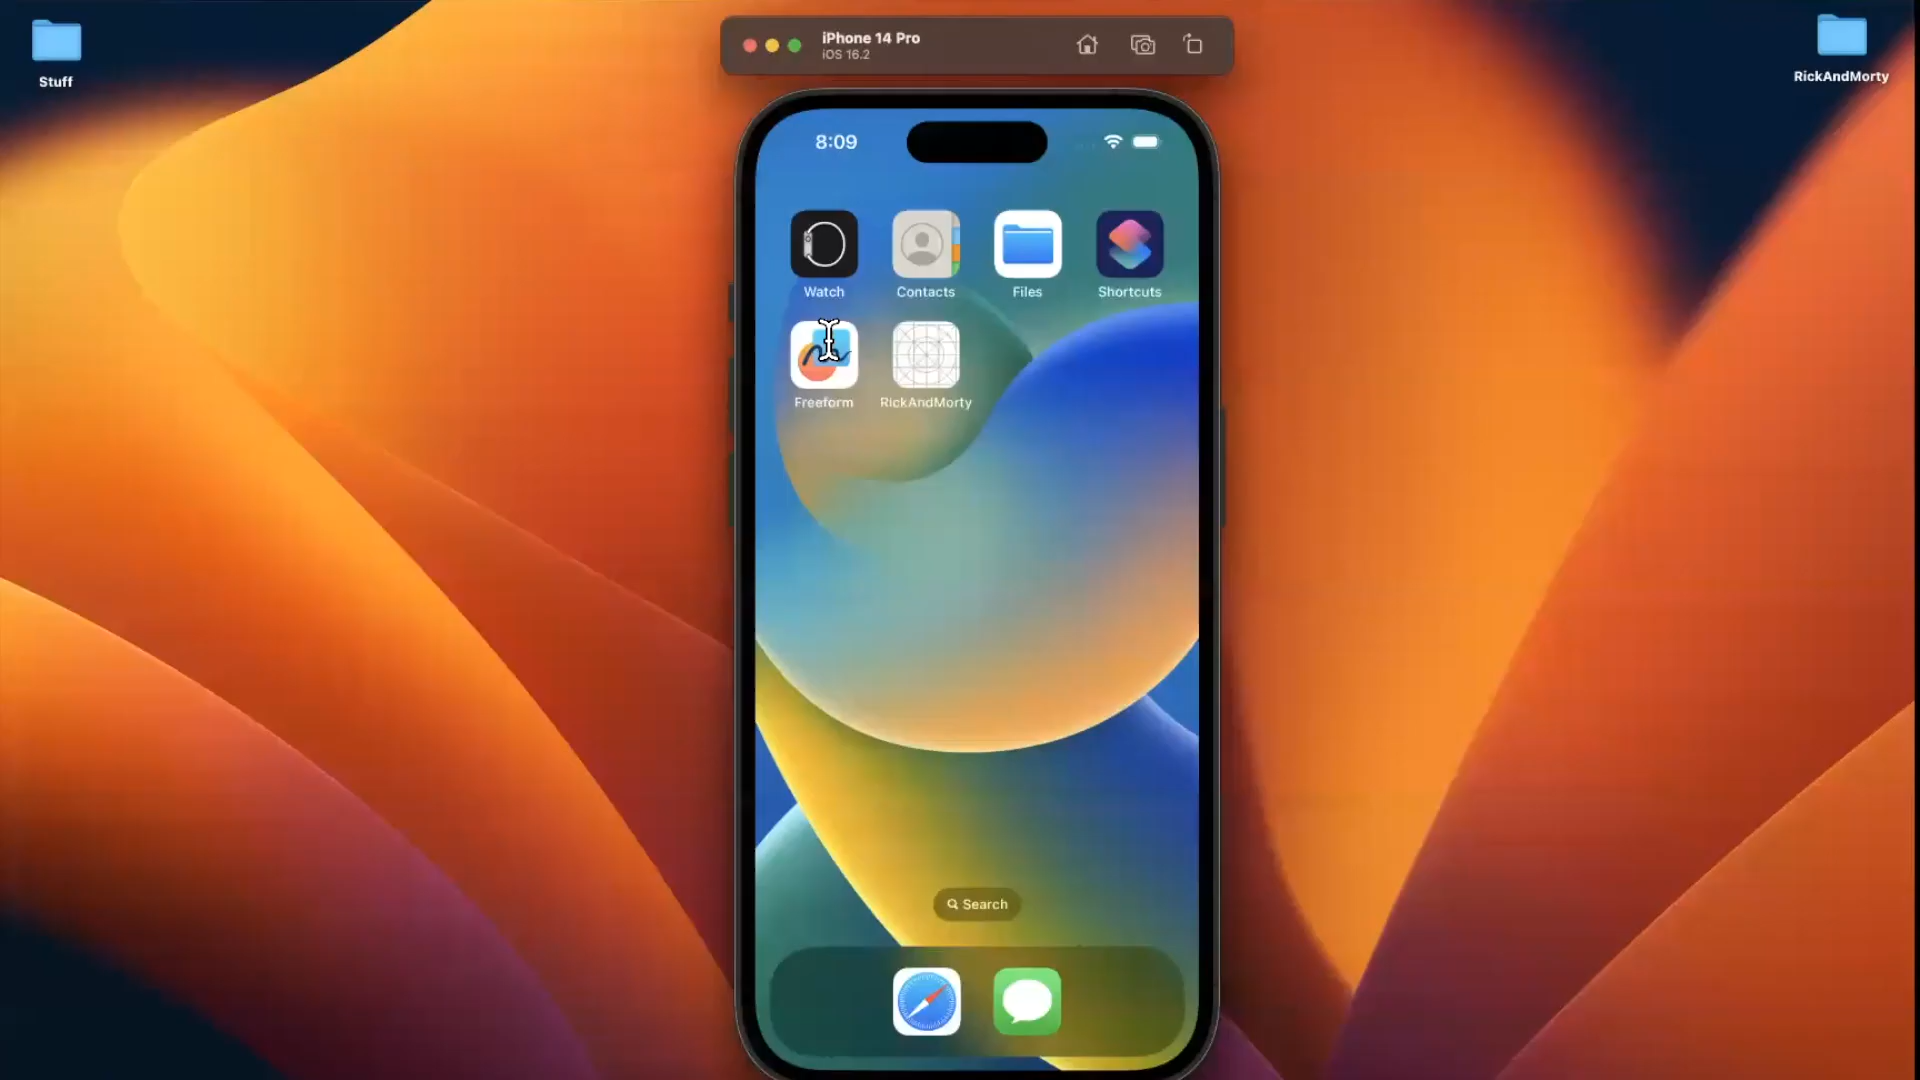 Stuff
iPhone 14 Pro
iOS 16.2
RickAndMorty
8:09
Watch
Contacts
Files
Shortcuts
Freeform
RickAndMorty
Search